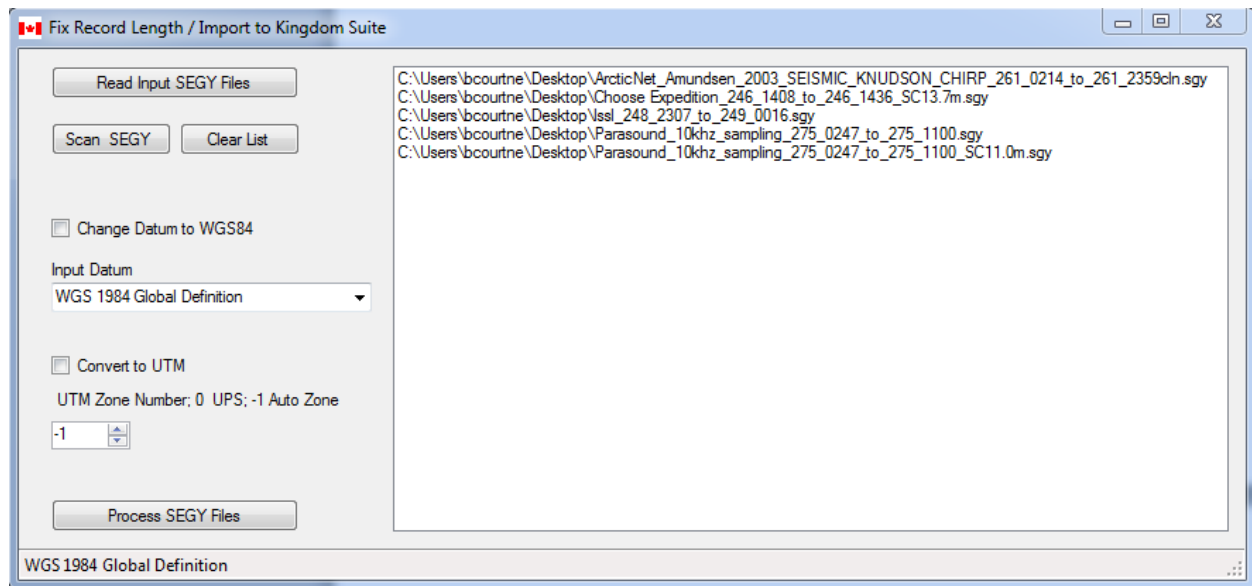 Fix Record Length / Import to Kingdom Suite
Read Input SEGY Files
Scan SEGY
Clear List
Change Datum to WGS84
Input Datum
WGS 1984 Global Definition
Convert to UTM
UTM Zone Number; 0 UPS; -1 Auto Zone
-1
Process SEGY Files
C:\Users\bcourtne\Desktop\ArcticNet_Amundsen_2003_SEISMIC_KNUDSON_CHIRP_261_0214_to_261_2359cln.sgy
C:\Users\bcourtne\Desktop\Choose Expedition_246_1408_to_246_1436_SC13.7m.sgy
C:\Users\bcourtne\Desktop\Issl_248_2307_to_249_0016.sgy
C:\Users\bcourtne\Desktop\Parasound_10khz_sampling_275_0247_to_275_1100.sgy
C:\Users\bcourtne\Desktop\Parasound_10khz_sampling_275_0247_to_275_1100_SC11.0m.sgy
WGS 1984 Global Definition